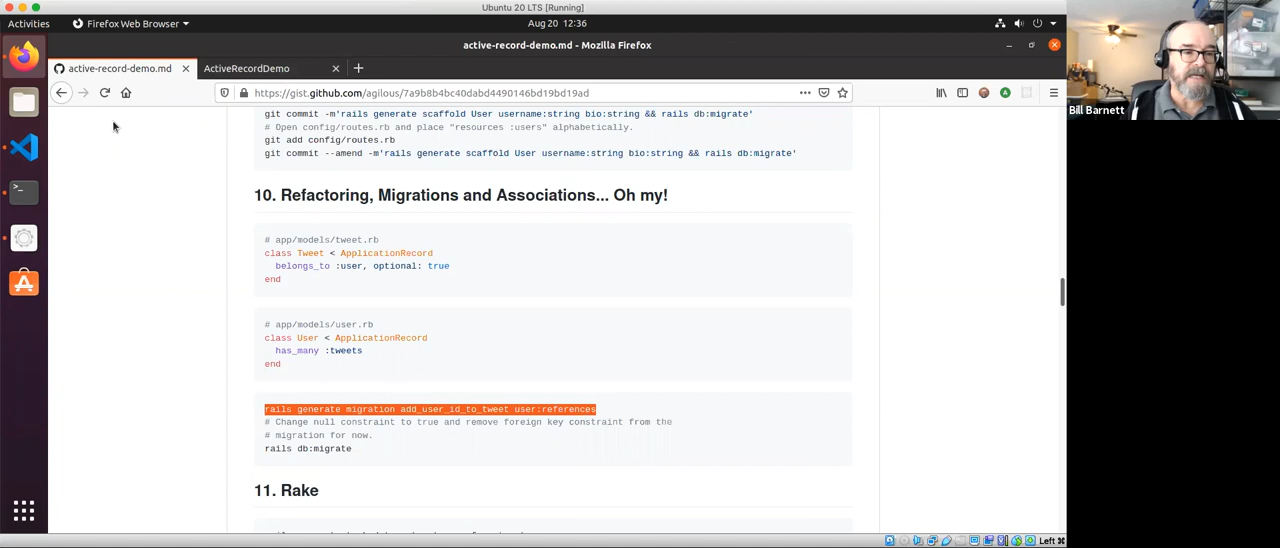 Ubuntu 20 LTS [Running]
Activities
Firefox Web Browser
Aug 20 12:36
active-record-demo.md - Mozilla Firefox
active-record-demo.md
ActiveRecordDemo
https://gist.github.com/agilous/7a9b8b4bc40dabd4490146bd19bd19ad
Bill Barnett
git commit -m'rails generate scaffold User username:string bio:string && rails db:migrate'
# Open config/routes.rb and place "resources :users" alphabetically.
git add config/routes.rb
git commit --amend -m'rails generate scaffold User username:string bio:string && rails db:migrate'
10. Refactoring, Migrations and Associations... Oh my!
# app/models/tweet.rb
class Tweet < ApplicationRecord
belongs_to :user, optional: true
end
# app/models/user.rb
class User < ApplicationRecord
has_many :tweets
end
rails generate migration add_user_id_to_tweet user:references
# Change null constraint to true and remove foreign key constraint from the
# migration for now.
rails db:migrate
11. Rake
Left ⌘